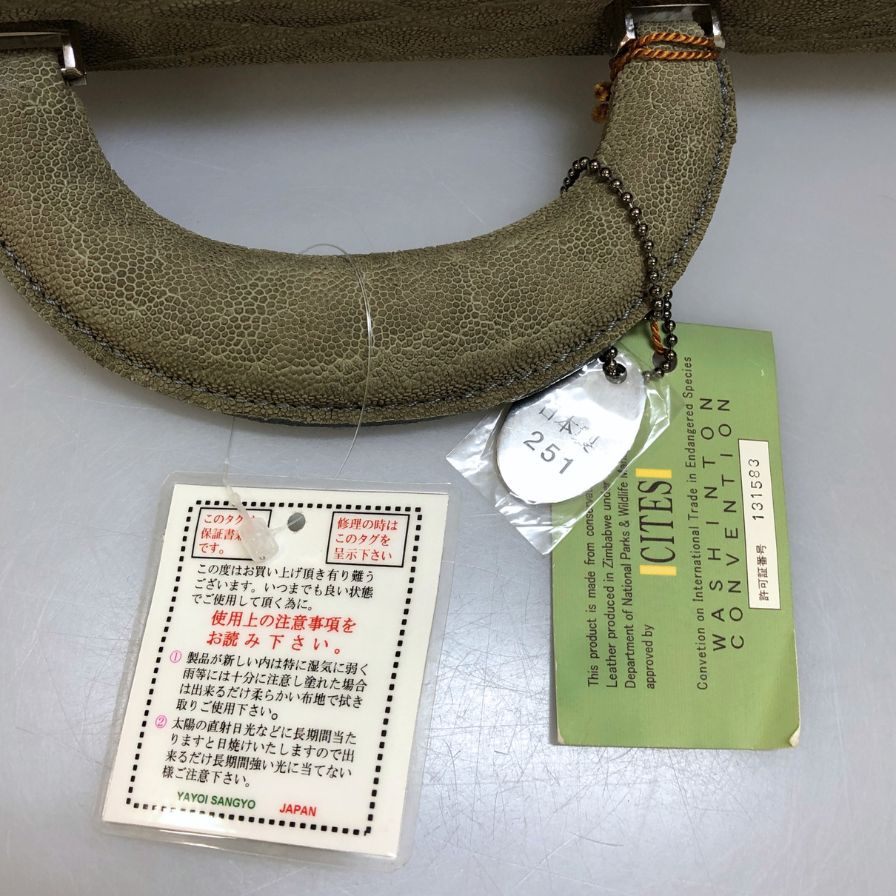 このタグ
保証書
です。
修理の時は
このタグを
呈示下さい
この度はお買い上げ頂き有り難う
ございます。いつまでも良い状態
でご使用して頂く為に。
使用上の注意事項を
お読み下さい。
① 製品が新しい内は特に湿気に弱く
雨等には十分に注意し塗れた場合
は出来るだけ柔らかい布地で拭き
取りご使用下さい。
② 太陽の直射日光などに長期間当た
りますと日焼けいたしますので出
来るだけ長期間強い光に当てない
様ご注意下さい。
YAYOI SANGYO JAPAN
日本製
251
This product is made from
Leather produced in Zimbabwe
Department of National Parks & Wildlife
approved by
CITES
Convetion on International Trade in Endangered Species
WASHINTON
CONVENTION
許可証番号 131583